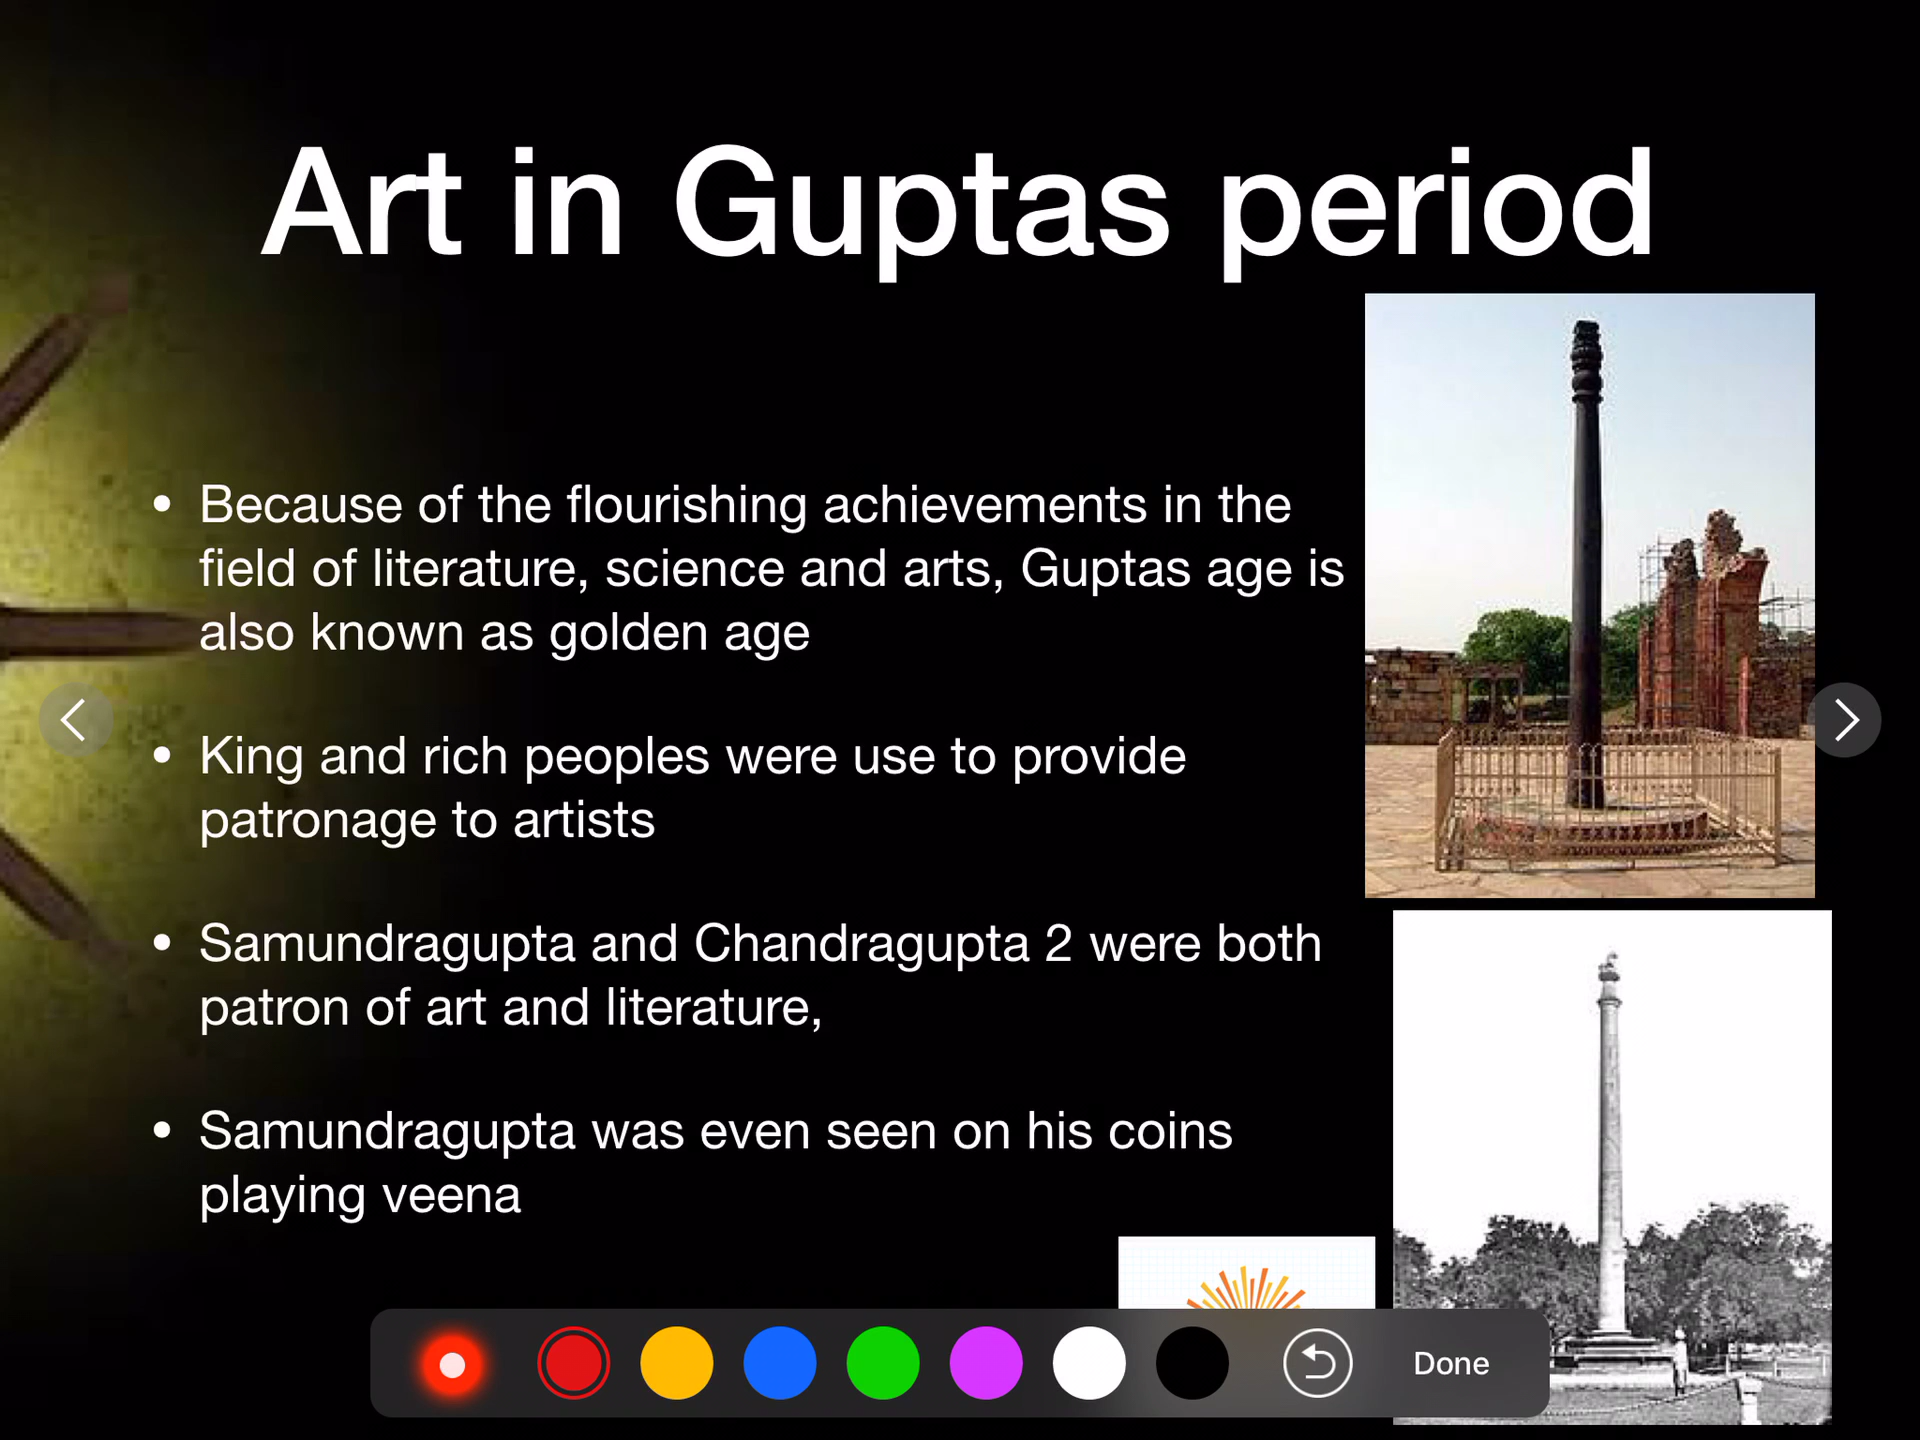 Art in Guptas period
• Because of the flourishing achievements in the
field of literature, science and arts, Guptas age is
also known as golden age
• King and rich peoples were use to provide
patronage to artists
• Samundragupta and Chandragupta 2 were both
patron of art and literature,
• Samundragupta was even seen on his coins
playing veena
Done